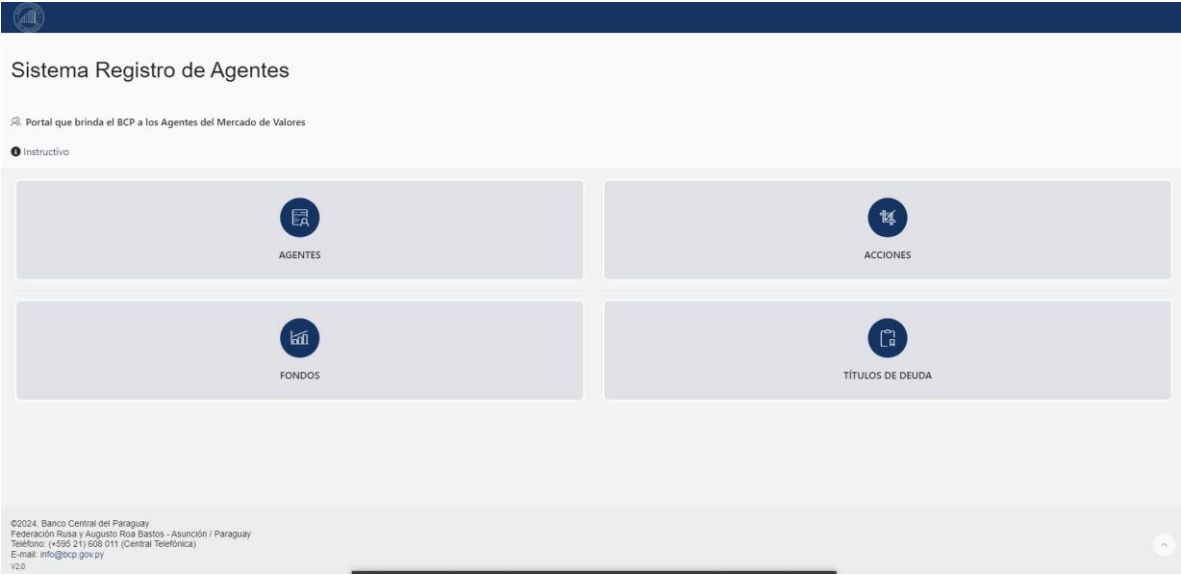 Sistema Registro de Agentes
Portal que brinda el BCP a los Agentes del Mercado de Valores
Instructivo
AGENTES
ACCIONES
FONDOS
TÍTULOS DE DEUDA
©2024. Banco Central del Paraguay
Federación Rusa y Augusto Roa Bastos - Asunción / Paraguay
Teléfono: (+595 21) 608 011 (Central Telefónica)
E-mail: info@bcp.gov.py
V2.0